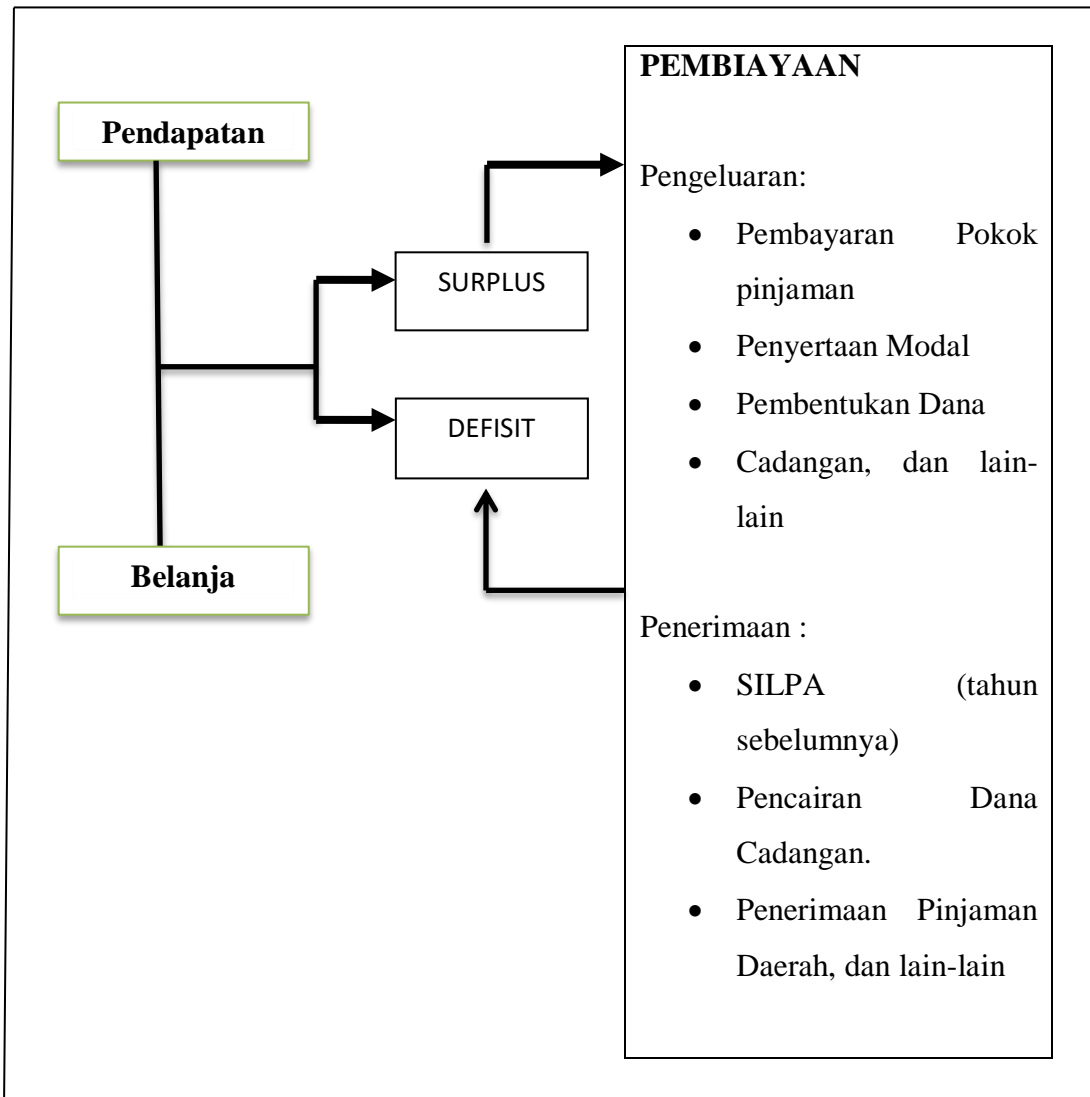 Pendapatan
Belanja
SURPLUS
DEFISIT
PEMBIAYAAN
Pengeluaran:
• Pembayaran Pokok
pinjaman
• Penyertaan Modal
• Pembentukan Dana
• Cadangan, dan lain-
lain
Penerimaan :
• SILPA (tahun
sebelumnya)
• Pencairan Dana
Cadangan.
• Penerimaan Pinjaman
Daerah, dan lain-lain